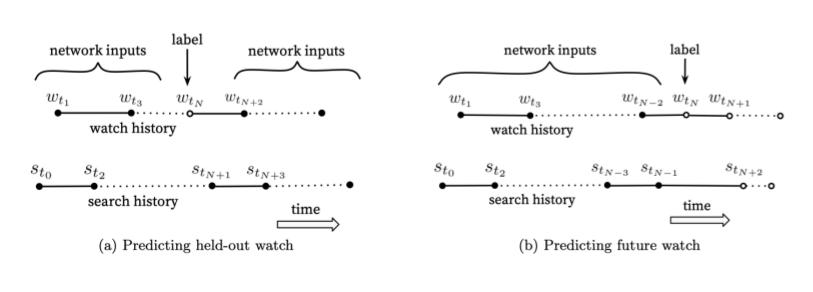 label
network inputs network inputs
w_{t_1} w_{t_3} w_{t_N} w_{t_{N+2}}
watch history
s_{t_0} s_{t_2} s_{t_{N+1}} s_{t_{N+3}}
search history
time
(a) Predicting held-out watch
network inputs label
w_{t_1} w_{t_3} w_{t_{N-2}} w_{t_N} w_{t_{N+1}}
watch history
s_{t_0} s_{t_2} s_{t_{N-3}} s_{t_{N-1}} s_{t_{N+2}}
search history
time
(b) Predicting future watch